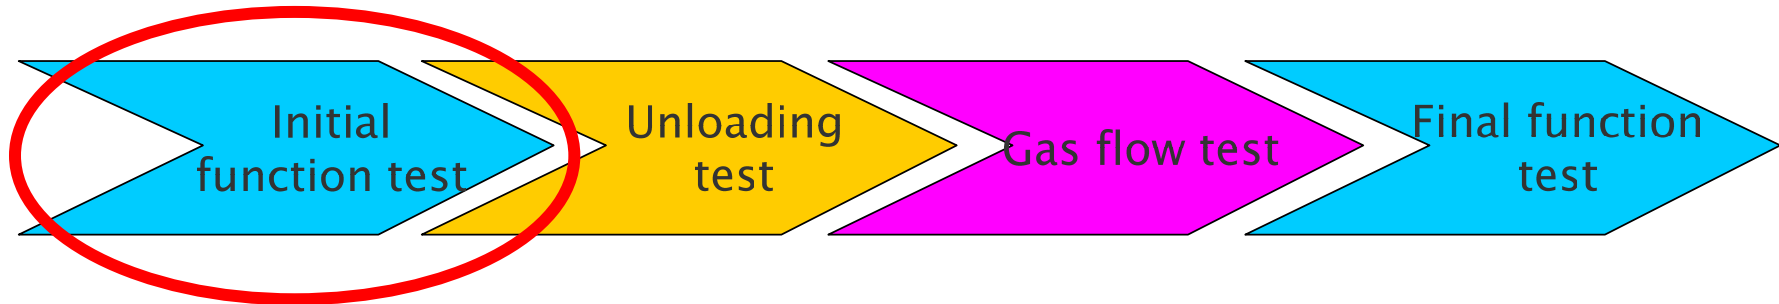 Initial
function test
Unloading
test
Gas flow test
Final function
test